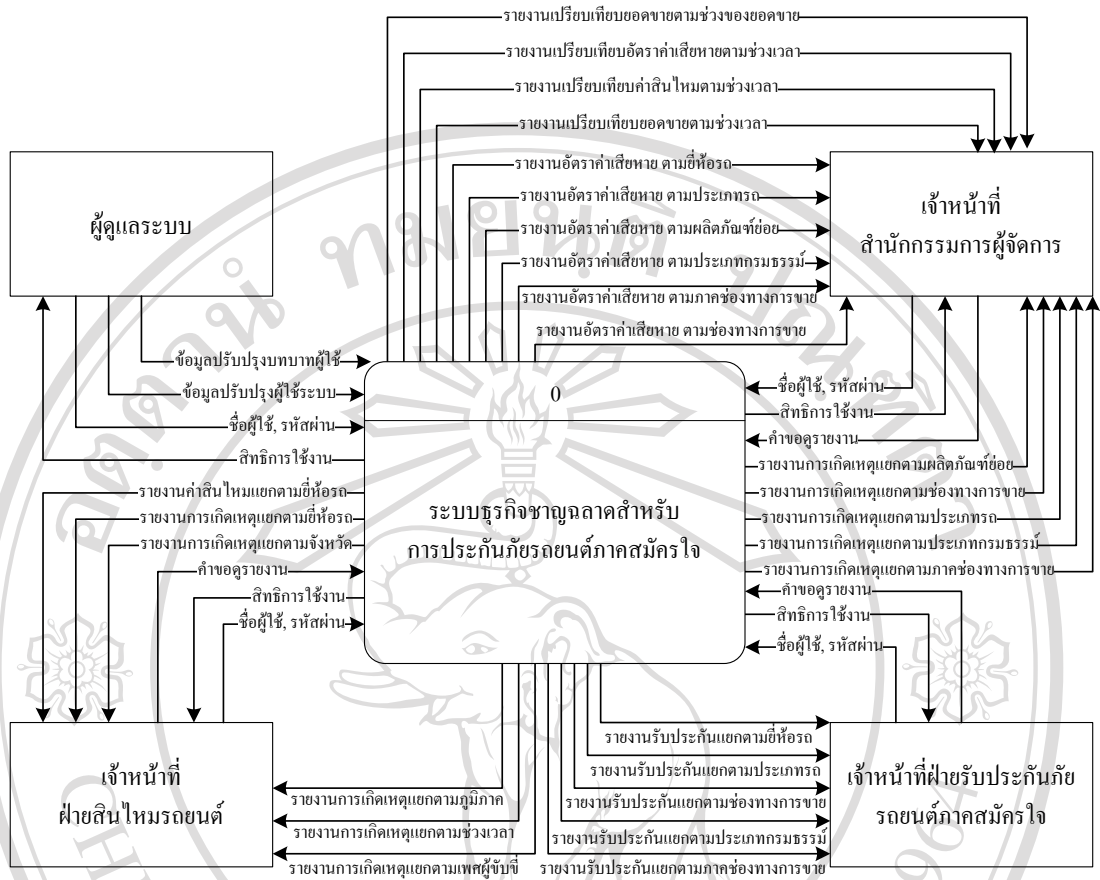 รายงานเปรียบเทียบยอดขายตามช่วงของยอดขาย
รายงานเปรียบเทียบอัตราค่าเสียหายตามช่วงเวลา
รายงานเปรียบเทียบค่าสินไหมตามช่วงเวลา
รายงานเปรียบเทียบยอดขายตามช่วงเวลา
รายงานอัตราค่าเสียหาย ตามยี่ห้อรถ
รายงานอัตราค่าเสียหาย ตามประเภทรถ
รายงานอัตราค่าเสียหาย ตามผลิตภัณฑ์ย่อย
รายงานอัตราค่าเสียหาย ตามประเภทกรมธรรม์
รายงานอัตราค่าเสียหาย ตามภาคช่องทางการขาย
รายงานอัตราค่าเสียหาย ตามช่องทางการขาย
ผู้ดูแลระบบ
เจ้าหน้าที่
สำนักกรรมการผู้จัดการ
ข้อมูลปรับปรุงบทบาทผู้ใช้
ข้อมูลปรับปรุงผู้ใช้ระบบ
ชื่อผู้ใช้, รหัสผ่าน
สิทธิการใช้งาน
0
ระบบธุรกิจชาญฉลาดสำหรับ
การประกันภัยรถยนต์ภาคสมัครใจ
ชื่อผู้ใช้, รหัสผ่าน
สิทธิการใช้งาน
คำขอดูรายงาน
รายงานการเกิดเหตุแยกตามผลิตภัณฑ์ย่อย
รายงานการเกิดเหตุแยกตามช่องทางการขาย
รายงานการเกิดเหตุแยกตามประเภทรถ
รายงานการเกิดเหตุแยกตามประเภทกรมธรรม์
รายงานการเกิดเหตุแยกตามภาคช่องทางการขาย
คำขอดูรายงาน
สิทธิการใช้งาน
ชื่อผู้ใช้, รหัสผ่าน
รายงานค่าสินไหมแยกตามยี่ห้อรถ
รายงานการเกิดเหตุแยกตามยี่ห้อรถ
รายงานการเกิดเหตุแยกตามจังหวัด
คำขอดูรายงาน
สิทธิการใช้งาน
ชื่อผู้ใช้, รหัสผ่าน
เจ้าหน้าที่
ฝ่ายสินไหมรถยนต์
รายงานการเกิดเหตุแยกตามภูมิภาค
รายงานการเกิดเหตุแยกตามช่วงเวลา
รายงานการเกิดเหตุแยกตามเพศผู้ขับขี่
รายงานรับประกันแยกตามยี่ห้อรถ
รายงานรับประกันแยกตามประเภทรถ
รายงานรับประกันแยกตามช่องทางการขาย
รายงานรับประกันแยกตามประเภทกรมธรรม์
รายงานรับประกันแยกตามภาคช่องทางการขาย
เจ้าหน้าที่ฝ่ายรับประกันภัย
รถยนต์ภาคสมัครใจ